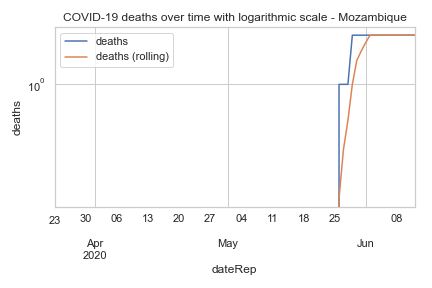 COVID-19 deaths over time with logarithmic scale - Mozambique
deaths
deaths (rolling)
10^0
deaths
23 30 06 13 20 27 04 11 18 25 08
Apr May Jun
2020
dateRep